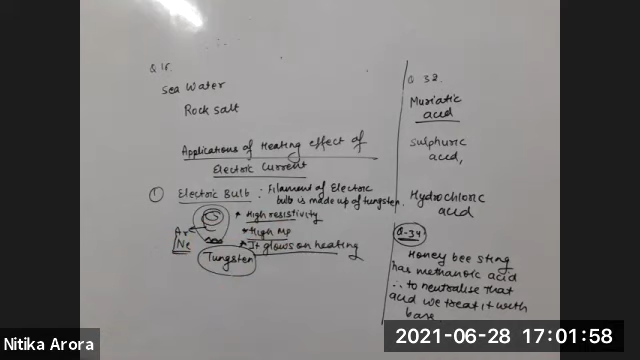 Q 18.
Sea Water
Rock salt
Applications of Heating effect of
Electric Current
① Electric Bulb : Filament of Electric
bulb is made up of tungsten.
* High resistivity
* High MP
* It glows on heating
Ar
Ne
Tungsten
Q 32.
Muriatic
acid
Sulphuric
acid,
Hydrochloric
acid
Q-34
Honey bee sting
has methanoic acid
∴ to neutralise that
acid we treat it with
base
Nitika Arora
2021-06-28 17:01:58